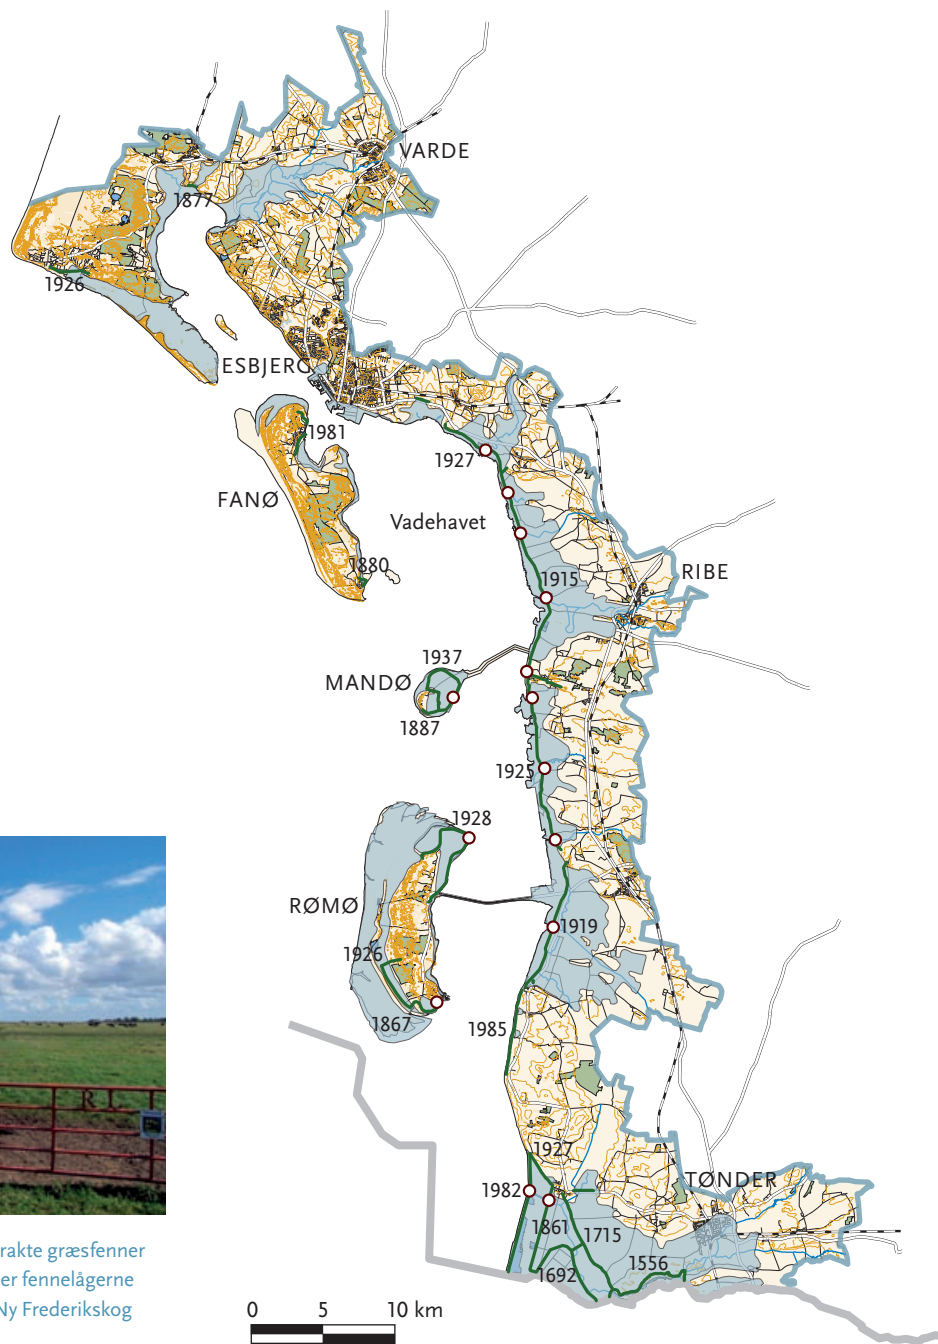 VARDE
1877
1926
ESBJERG
1981
1927
FANØ
Vadehavet
1880
1915
RIBE
1937
MANDØ
1887
1925
1928
RØMØ
1919
1926
1867
1985
1927
TØNDER
1982
1861
1715
1692
1556
rakte græsfenner
er fennelågerne
Ny Frederikskog
0 5 10 km